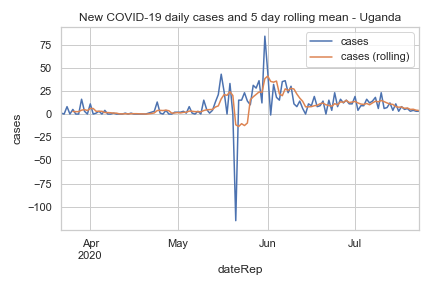 New COVID-19 daily cases and 5 day rolling mean - Uganda
cases
cases (rolling)
cases
75
50
25
0
−25
−50
−75
−100
Apr
2020
May
Jun
Jul
dateRep